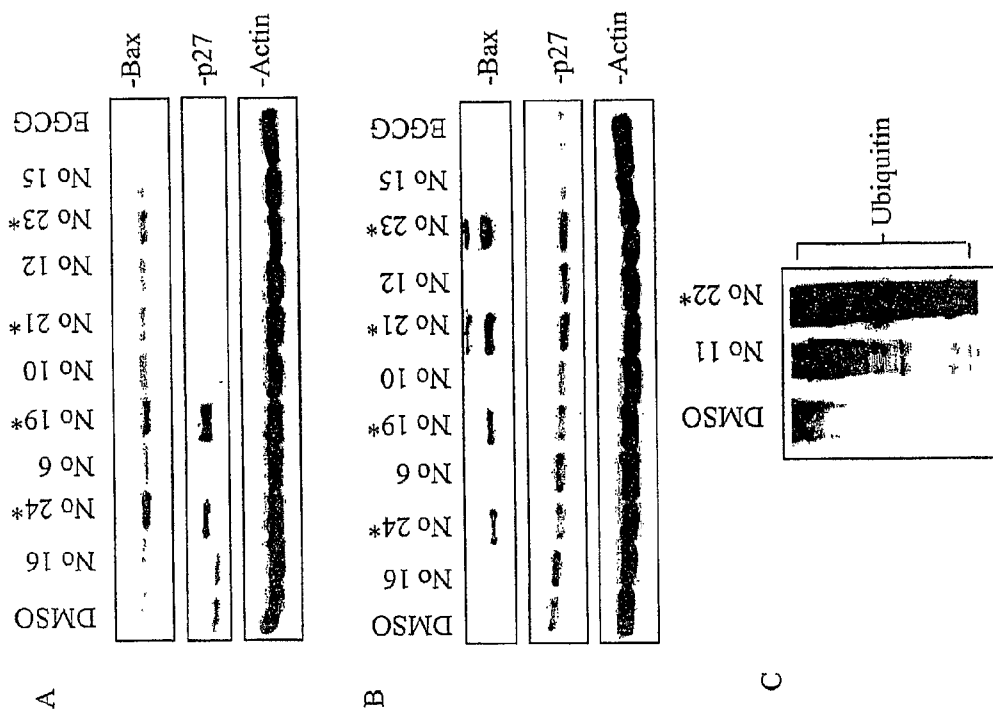 A
DMSO
No 16
No 24*
No 6
No 19*
No 10
No 21*
No 12
No 23*
No 15
EGCG
-Bax
-p27
-Actin
B
DMSO
No 16
No 24*
No 6
No 19*
No 10
No 21*
No 12
No 23*
No 15
EGCG
-Bax
-p27
-Actin
C
DMSO
No 11
No 22*
Ubiquitin